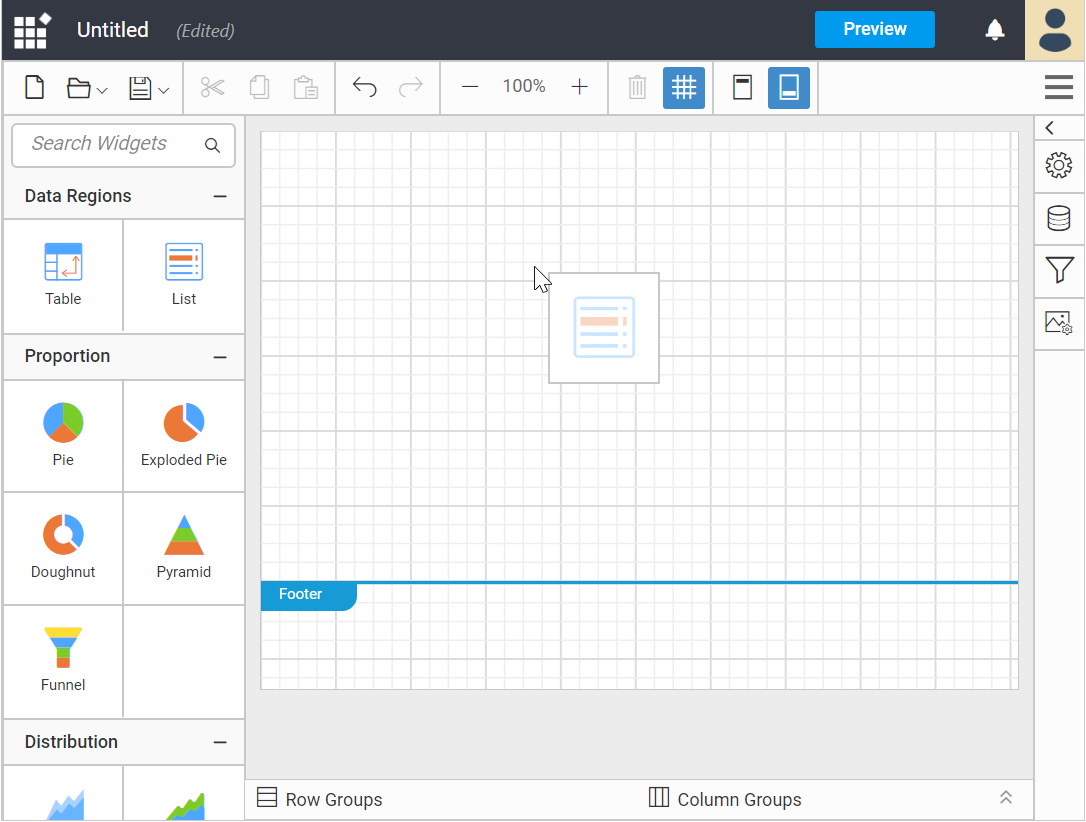 Untitled (Edited) Preview
100%
Search Widgets
Data Regions
Table List
Proportion
Pie Exploded Pie
Doughnut Pyramid
Funnel
Distribution
Footer
Row Groups Column Groups